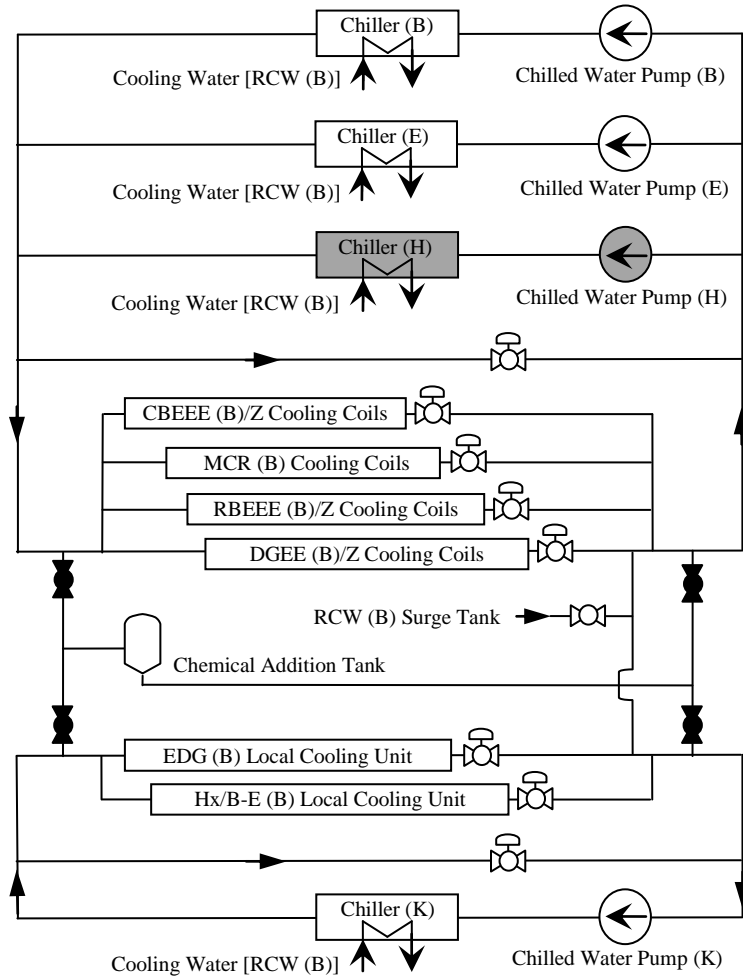 Chiller (B)
Cooling Water [RCW (B)]
Chilled Water Pump (B)
Chiller (E)
Cooling Water [RCW (B)]
Chilled Water Pump (E)
Chiller (H)
Cooling Water [RCW (B)]
Chilled Water Pump (H)
CBEEE (B)/Z Cooling Coils
MCR (B) Cooling Coils
RBEEE (B)/Z Cooling Coils
DGEE (B)/Z Cooling Coils
RCW (B) Surge Tank
Chemical Addition Tank
EDG (B) Local Cooling Unit
Hx/B-E (B) Local Cooling Unit
Chiller (K)
Cooling Water [RCW (B)]
Chilled Water Pump (K)